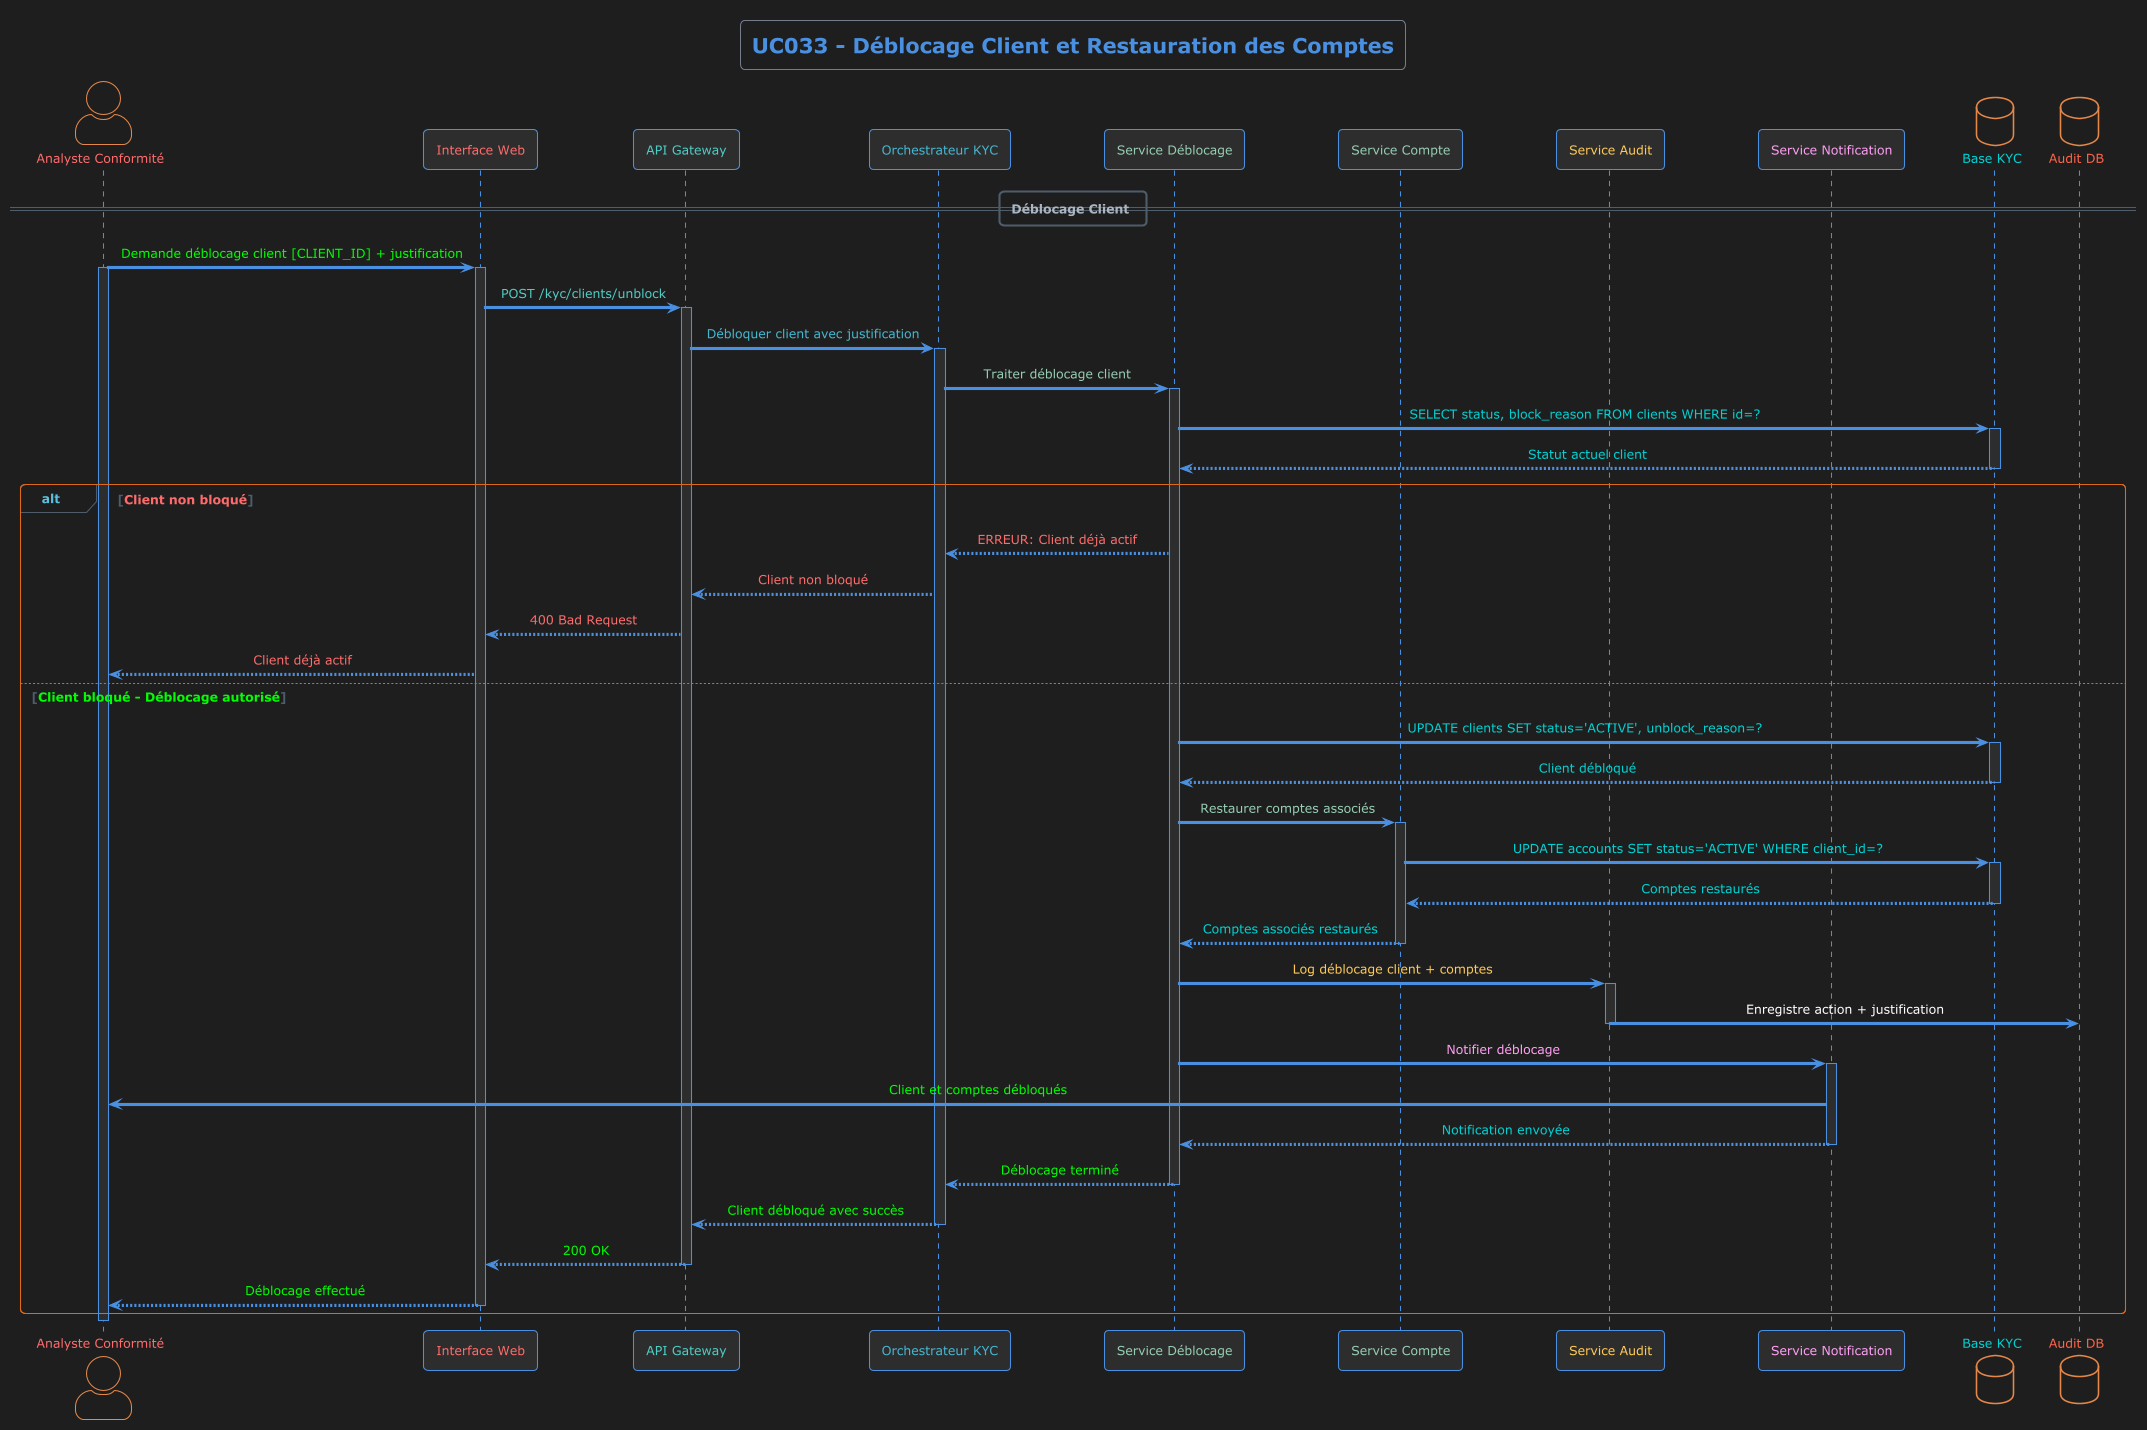 UC033 - Déblocage Client et Restauration des Comptes
Analyste Conformité
Interface Web
API Gateway
Orchestrateur KYC
Service Déblocage
Service Compte
Service Audit
Service Notification
Base KYC
Audit DB
Déblocage Client
Demande déblocage client [CLIENT_ID] + justification
POST /kyc/clients/unblock
Débloquer client avec justification
Traiter déblocage client
SELECT status, block_reason FROM clients WHERE id=?
Statut actuel client
alt
[Client non bloqué]
ERREUR: Client déjà actif
Client non bloqué
400 Bad Request
Client déjà actif
[Client bloqué - Déblocage autorisé]
UPDATE clients SET status='ACTIVE', unblock_reason=?
Client débloqué
Restaurer comptes associés
UPDATE accounts SET status='ACTIVE' WHERE client_id=?
Comptes restaurés
Comptes associés restaurés
Log déblocage client + comptes
Enregistre action + justification
Notifier déblocage
Client et comptes débloqués
Notification envoyée
Déblocage terminé
Client débloqué avec succès
200 OK
Déblocage effectué
Analyste Conformité
Interface Web
API Gateway
Orchestrateur KYC
Service Déblocage
Service Compte
Service Audit
Service Notification
Base KYC
Audit DB